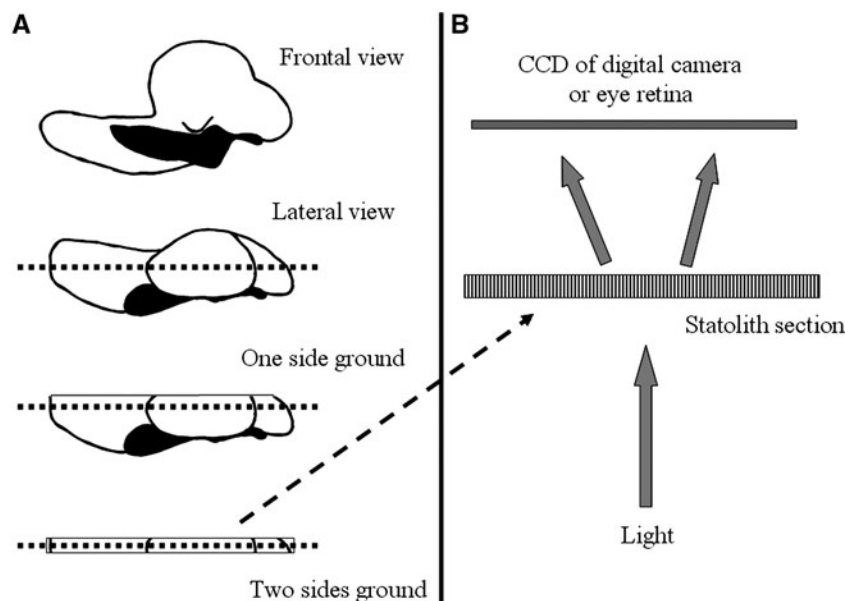 A
Frontal view
Lateral view
One side ground
Two sides ground
B
CCD of digital camera
or eye retina
Statolith section
Light